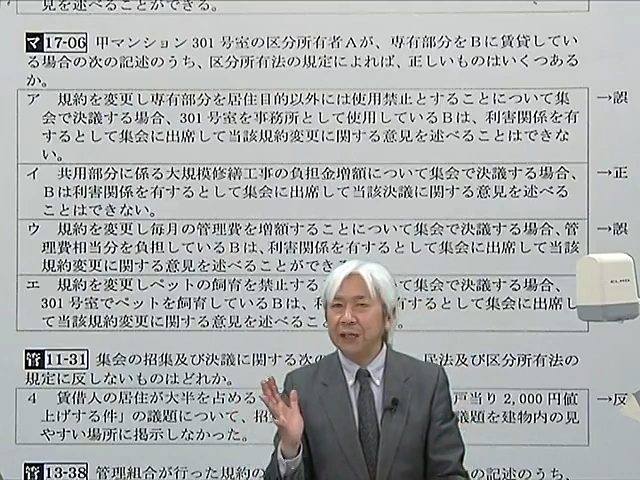 見を述べることができる。
マ 17-06 甲マンション301号室の区分所有者Aが、専有部分をBに賃貸してい
る場合の次の記述のうち、区分所有法の規定によれば、正しいものはいくつある
か。
ア 規約を変更し専有部分を居住目的以外には使用禁止とすることについて集 →誤
会で決議する場合、301号室を事務所として使用しているBは、利害関係を有
するとして集会に出席して当該規約変更に関する意見を述べることはできな
い。
イ 共用部分に係る大規模修繕工事の負担金増額について集会で決議する場合、 →正
Bは利害関係を有するとして集会に出席して当該決議に関する意見を述べる
ことはできない。
ウ 規約を変更し毎月の管理費を増額することについて集会で決議する場合、管 →誤
理費相当分を負担しているBは、利害関係を有するとして集会に出席して当該
規約変更に関する意見を述べることができ
エ 規約を変更しペットの飼育を禁止する て集会で決議する場合、
301号室でペットを飼育しているBは、利 るとして集会に出席し
て当該規約変更に関する意見を述べるこ
ELMO
管 11-31 集会の招集及び決議に関する次の 民法及び区分所有法の
規定に反しないものはどれか。
4 賃借人の居住が大半を占める 戸当り2,000円値 →反
上げする件」の議題について、招 議題を建物内の見
やすい場所に掲示しなかった。
管 13-38 管理組合が行った規約の の記述のうち、